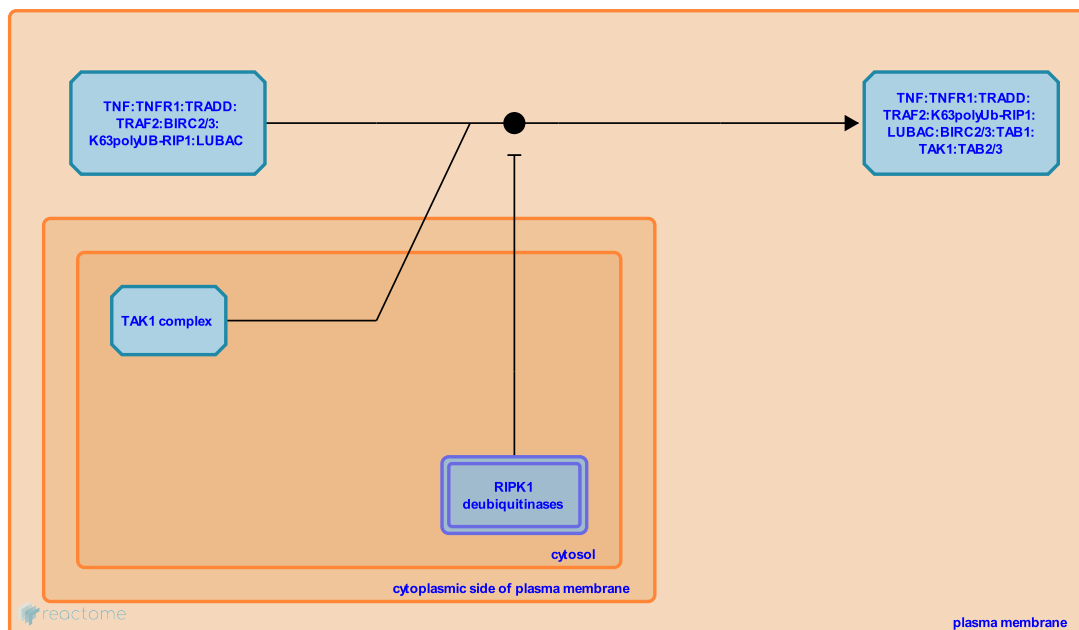 TNF:TNFR1:TRADD:
TRAF2:BIRC2/3:
K63polyUB-RIP1:LUBAC
TNF:TNFR1:TRADD:
TRAF2:K63polyUb-RIP1:
LUBAC:BIRC2/3:TAB1:
TAK1:TAB2/3
TAK1 complex
RIPK1
deubiquitinases
cytosol
cytoplasmic side of plasma membrane
reactome
plasma membrane